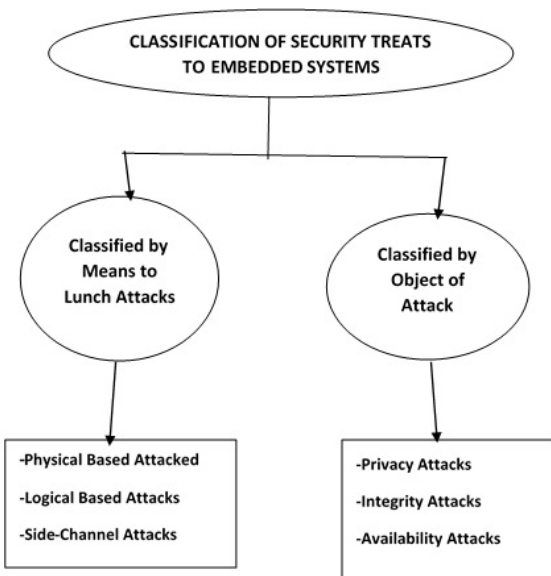 CLASSIFICATION OF SECURITY TREATS
TO EMBEDDED SYSTEMS
Classified by
Means to
Lunch Attacks
Classified by
Object of
Attack
-Physical Based Attacked
-Logical Based Attacks
-Side-Channel Attacks
-Privacy Attacks
-Integrity Attacks
-Availability Attacks